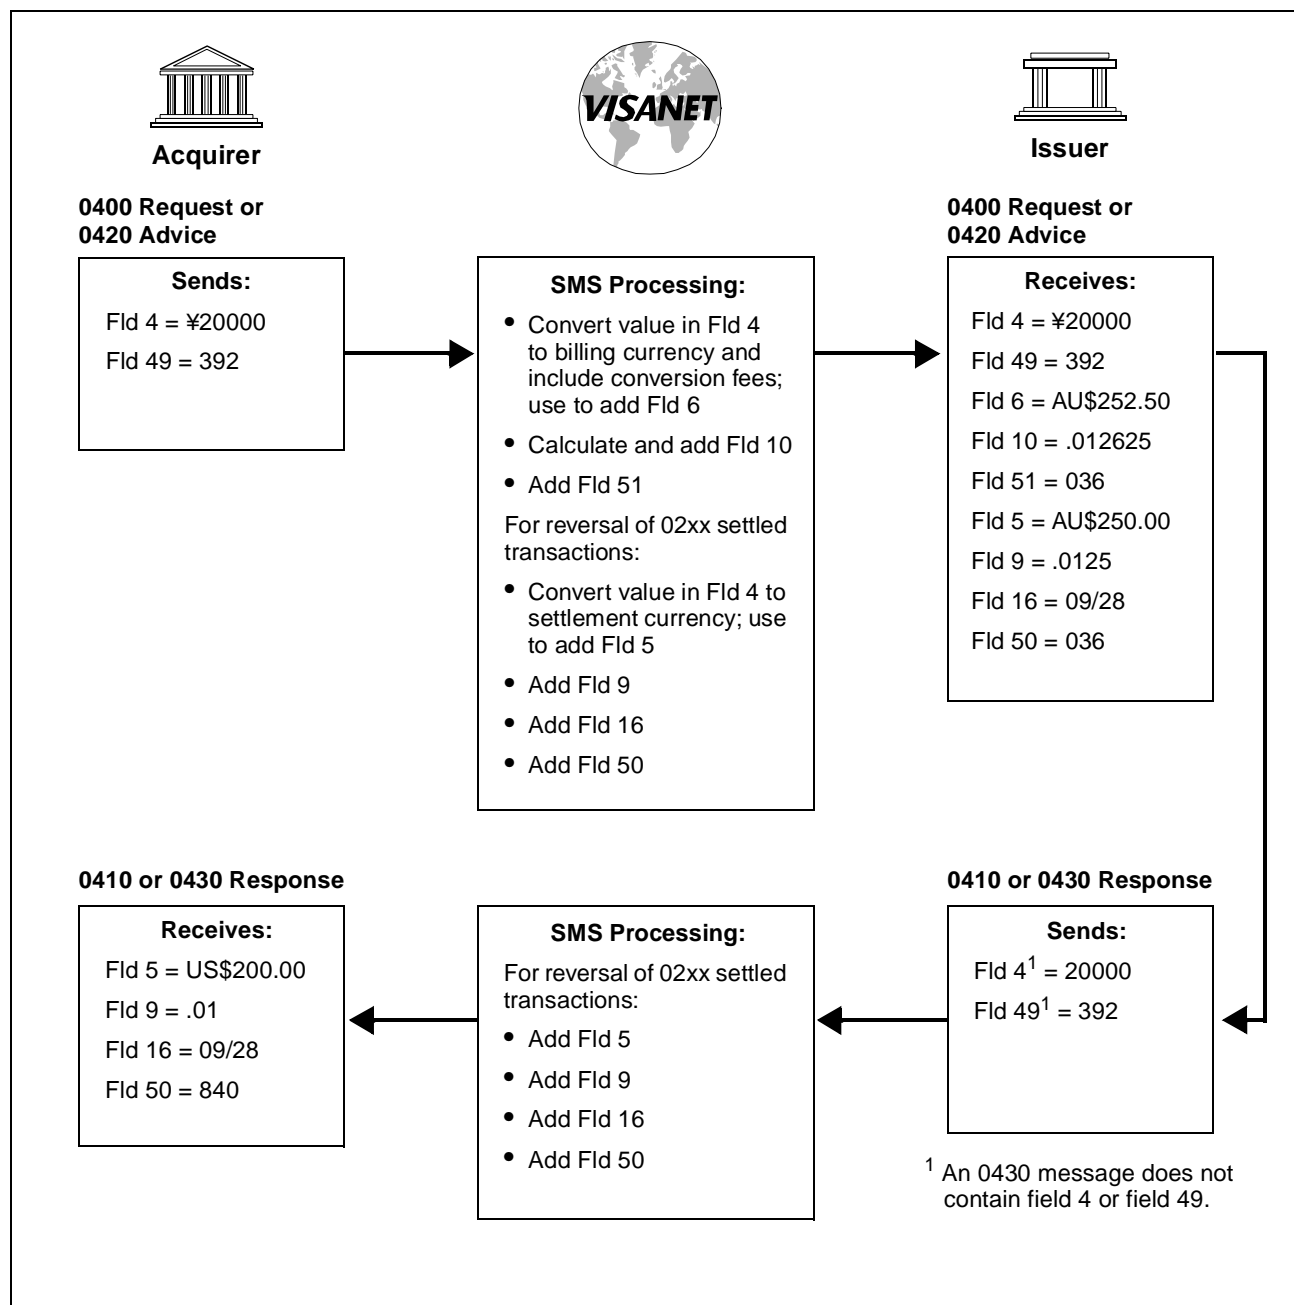 VISANET
Acquirer
Issuer
0400 Request or
0420 Advice
Sends:
Fld 4 = ¥20000
Fld 49 = 392
SMS Processing:
• Convert value in Fld 4
to billing currency and
include conversion fees;
use to add Fld 6
• Calculate and add Fld 10
• Add Fld 51
For reversal of 02xx settled
transactions:
• Convert value in Fld 4 to
settlement currency; use
to add Fld 5
• Add Fld 9
• Add Fld 16
• Add Fld 50
0400 Request or
0420 Advice
Receives:
Fld 4 = ¥20000
Fld 49 = 392
Fld 6 = AU$252.50
Fld 10 = .012625
Fld 51 = 036
Fld 5 = AU$250.00
Fld 9 = .0125
Fld 16 = 09/28
Fld 50 = 036
0410 or 0430 Response
Receives:
Fld 5 = US$200.00
Fld 9 = .01
Fld 16 = 09/28
Fld 50 = 840
SMS Processing:
For reversal of 02xx settled
transactions:
• Add Fld 5
• Add Fld 9
• Add Fld 16
• Add Fld 50
0410 or 0430 Response
Sends:
Fld 4¹ = 20000
Fld 49¹ = 392
¹ An 0430 message does not
contain field 4 or field 49.